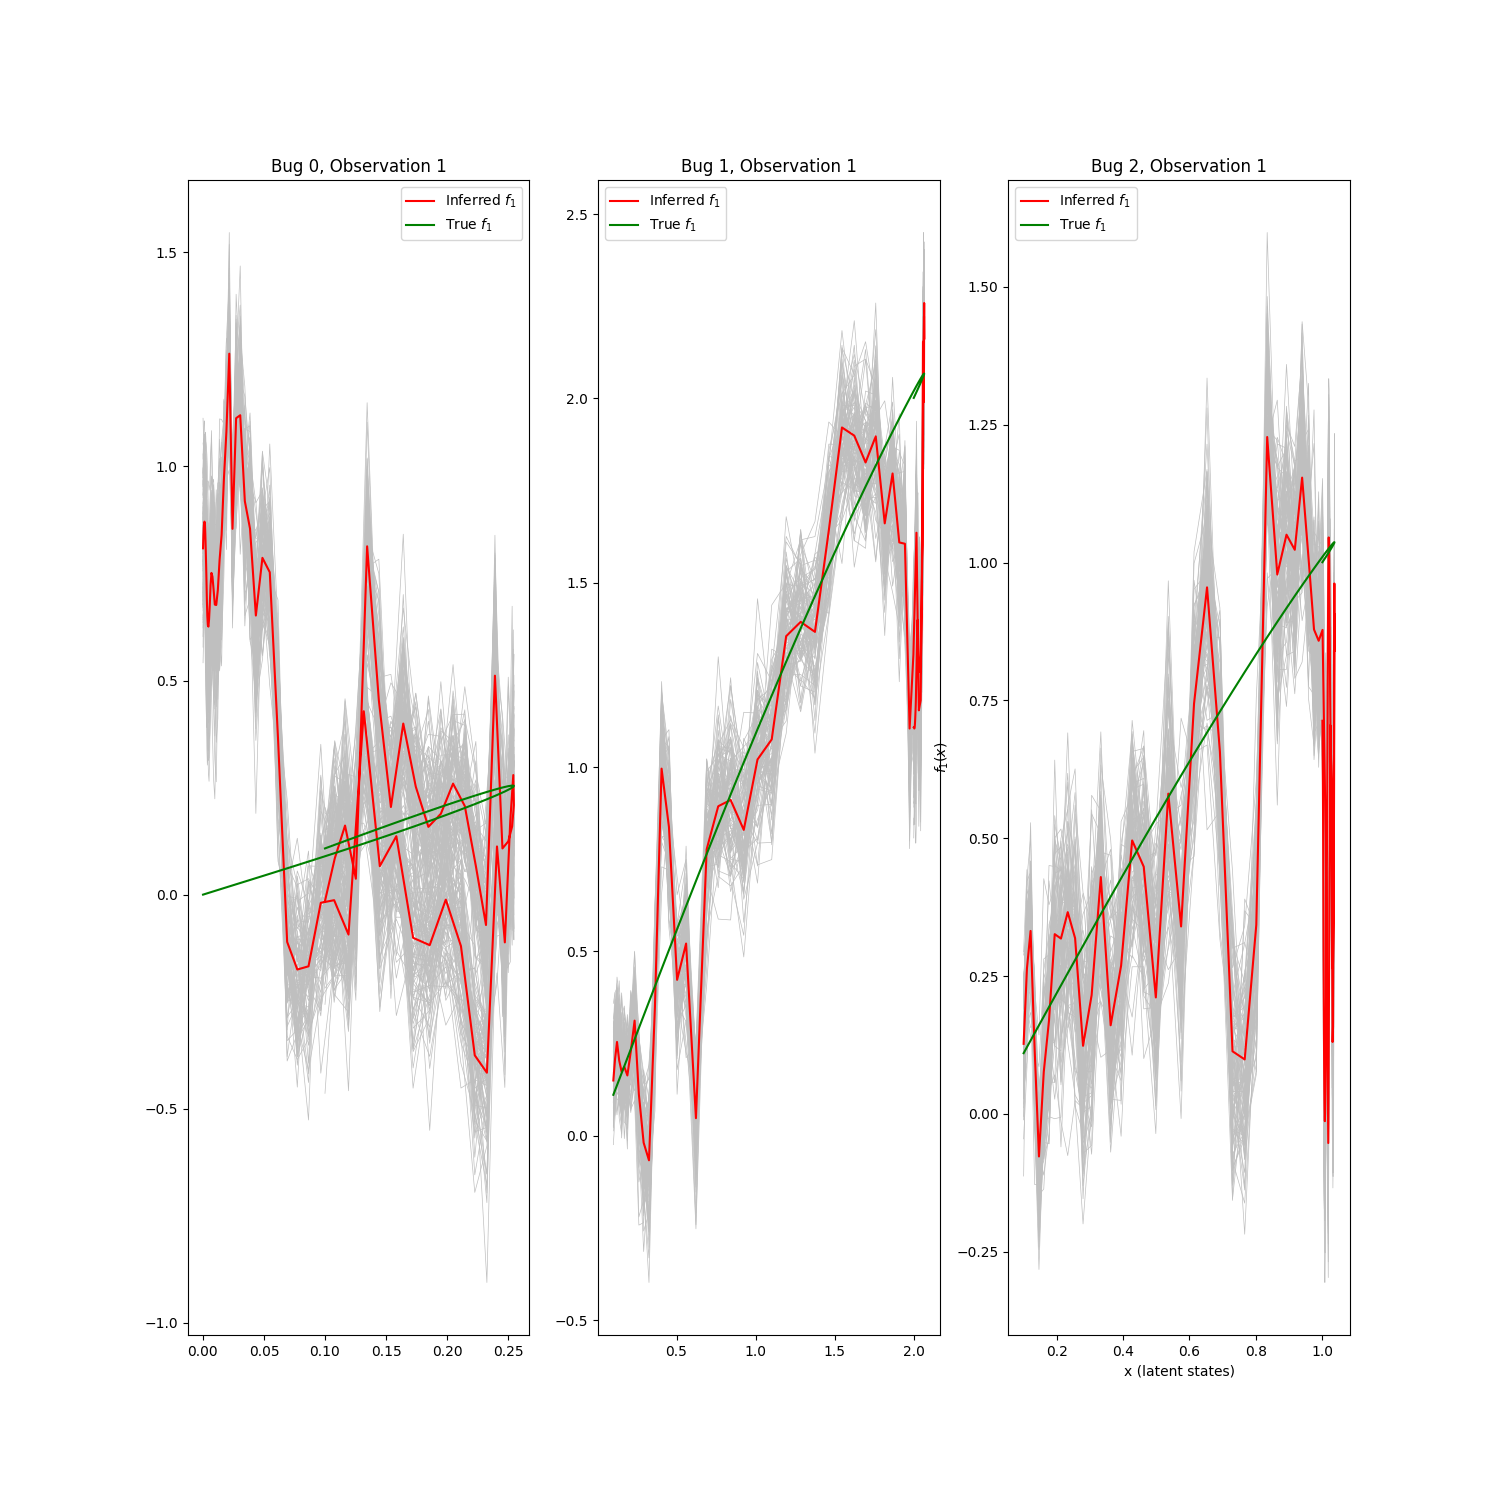 Bug 0, Observation 1
Inferred f₁
True f₁
1.5
1.0
0.5
0.0
−0.5
−1.0
0.00 0.05 0.10 0.15 0.20 0.25
Bug 1, Observation 1
Inferred f₁
True f₁
2.5
2.0
1.5
1.0
0.5
0.0
−0.5
0.5 1.0 1.5 2.0
Bug 2, Observation 1
Inferred f₁
True f₁
f₁(x)
1.50
1.25
1.00
0.75
0.50
0.25
0.00
−0.25
0.2 0.4 0.6 0.8 1.0
x (latent states)